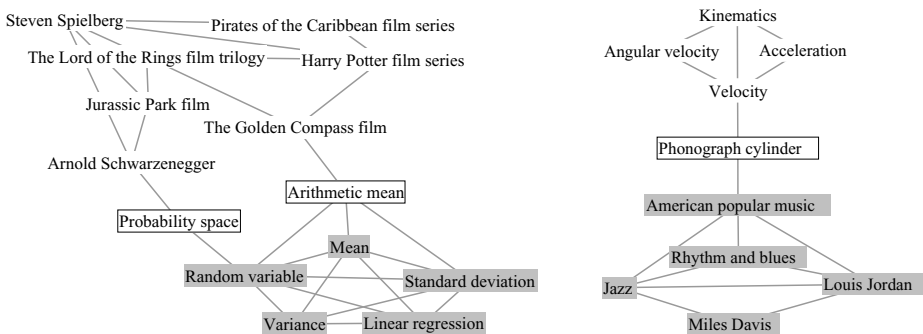 Steven Spielberg
Pirates of the Caribbean film series
The Lord of the Rings film trilogy
Harry Potter film series
Jurassic Park film
The Golden Compass film
Arnold Schwarzenegger
Arithmetic mean
Probability space
Mean
Random variable
Standard deviation
Variance
Linear regression
Kinematics
Angular velocity
Acceleration
Velocity
Phonograph cylinder
American popular music
Rhythm and blues
Jazz
Louis Jordan
Miles Davis